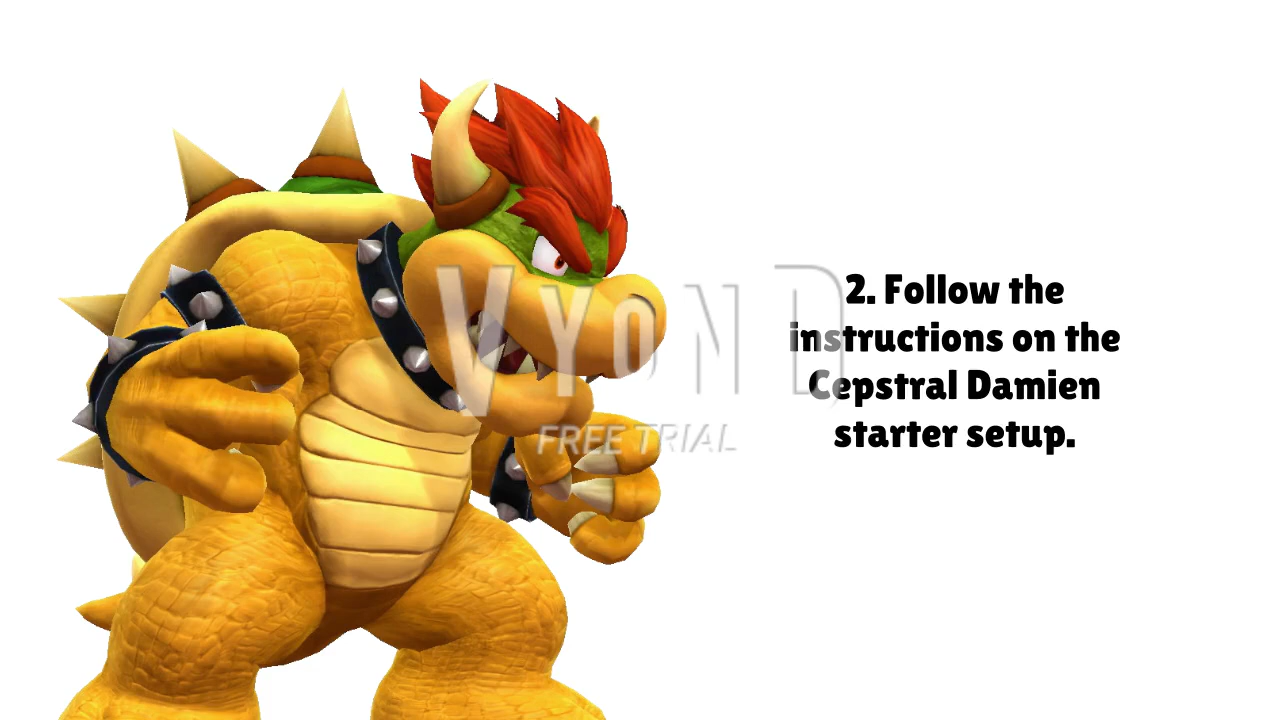 2. Follow the
instructions on the
Cepstral Damien
starter setup.
VYOND
FREE TRIAL